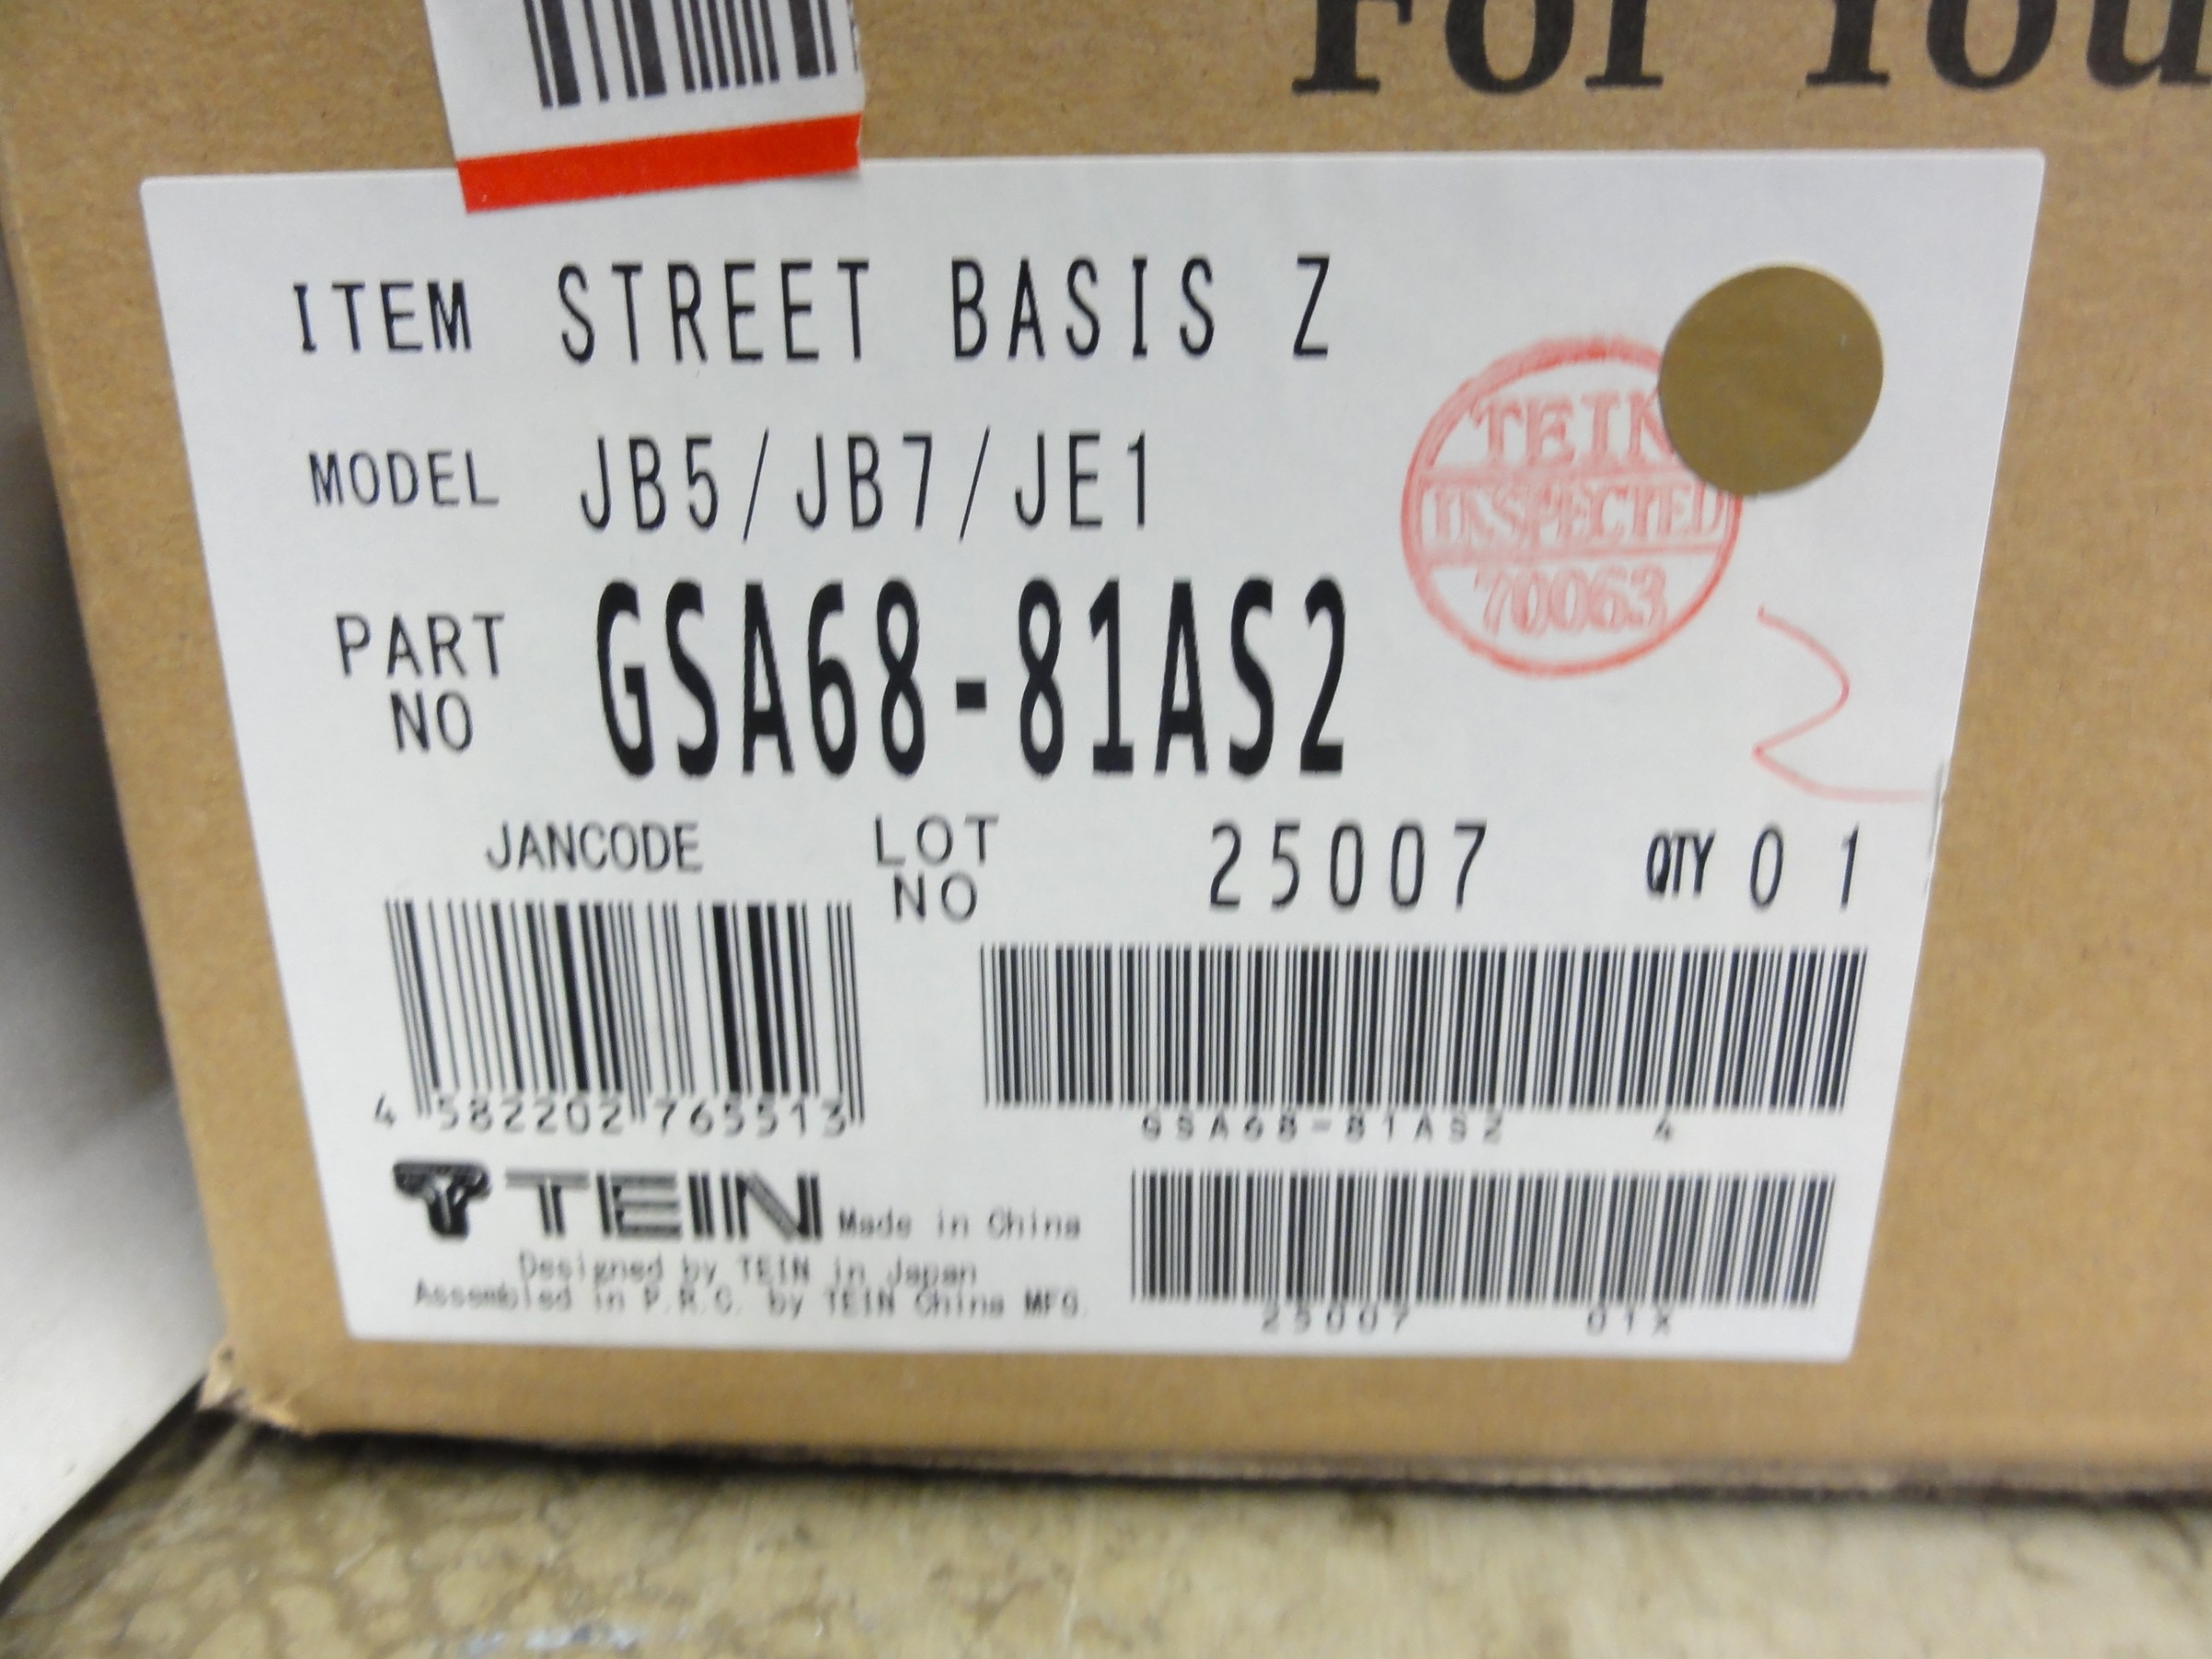 For You
ITEM STREET BASIS Z
MODEL JB5/JB7/JE1
PART NO GSA68-81AS2
TEIN
INSPECTED
70063
2
JANCODE
LOT NO 25007 QTY 01
4 582202 765513
GSA68-81AS2 4
TEIN Made in China
Designed by TEIN in Japan
Assembled in P.R.C. by TEIN China MFG.
25007 01X